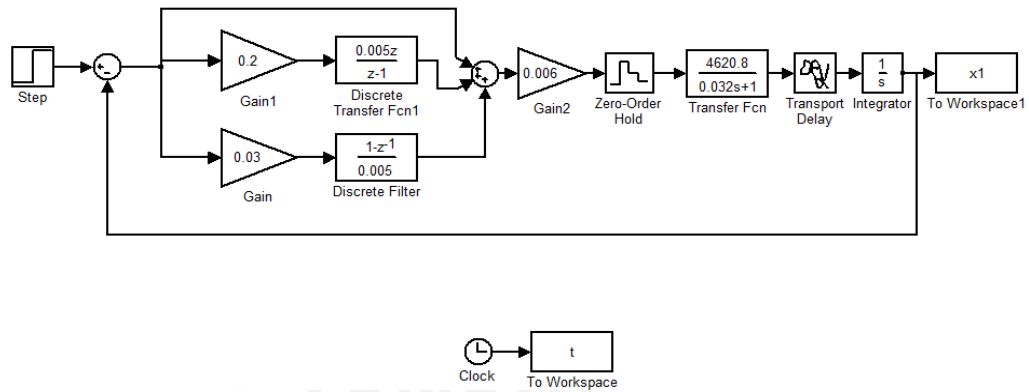 Step
0.2
Gain1
0.005z
z-1
Discrete
Transfer Fcn1
0.03
Gain
1-z-1
0.005
Discrete Filter
0.006
Gain2
Zero-Order
Hold
4620.8
0.032s+1
Transfer Fcn
Transport
Delay
1
s
Integrator
x1
To Workspace1
Clock
t
To Workspace